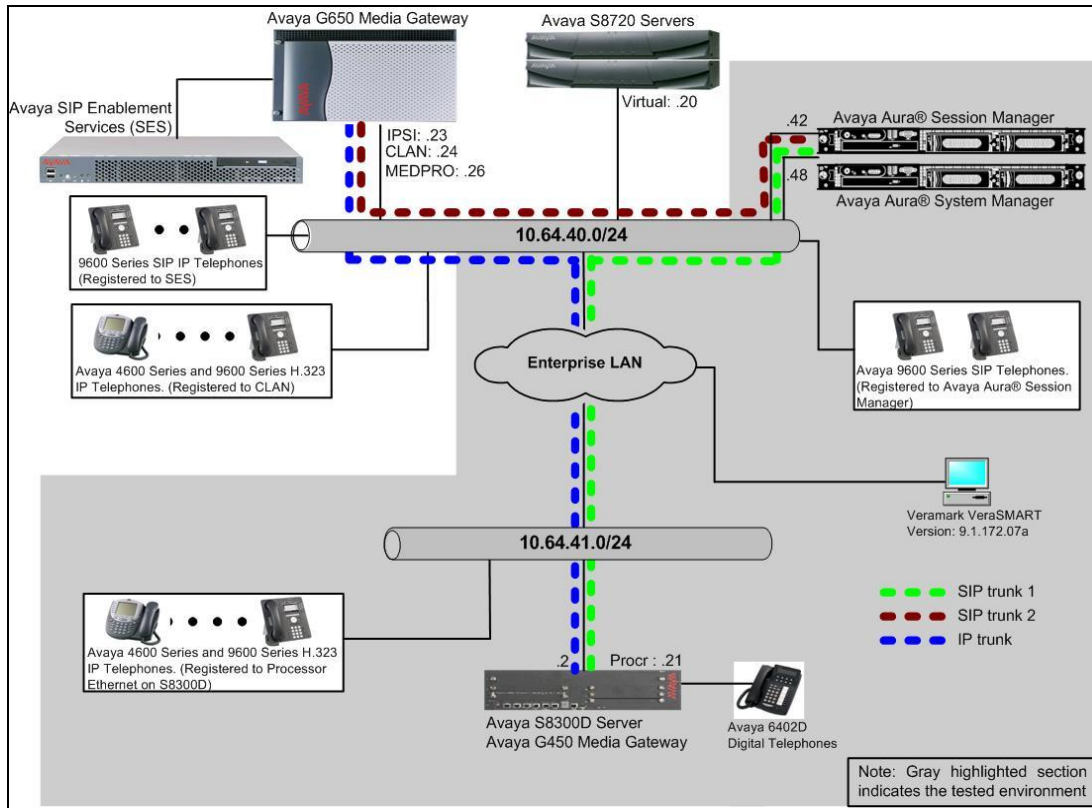 Avaya G650 Media Gateway
Avaya S8720 Servers
Avaya SIP Enablement
Services (SES)
AVAYA
IPSI: .23
CLAN: .24
MEDPRO: .26
Virtual: .20
.42
Avaya Aura® Session Manager
.48
Avaya Aura® System Manager
10.64.40.0/24
9600 Series SIP IP Telephones
(Registered to SES)
Avaya 4600 Series and 9600 Series H.323
IP Telephones. (Registered to CLAN)
Enterprise LAN
Avaya 9600 Series SIP Telephones.
(Registered to Avaya Aura® Session
Manager)
Veramark VeraSMART
Version: 9.1.172.07a
10.64.41.0/24
SIP trunk 1
SIP trunk 2
IP trunk
Avaya 4600 Series and 9600 Series H.323
IP Telephones. (Registered to Processor
Ethernet on S8300D)
.2
Procr : .21
Avaya S8300D Server
Avaya G450 Media Gateway
Avaya 6402D
Digital Telephones
Note: Gray highlighted section
indicates the tested environment